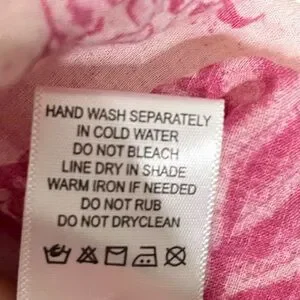 HAND WASH SEPARATELY
IN COLD WATER
DO NOT BLEACH
LINE DRY IN SHADE
WARM IRON IF NEEDED
DO NOT RUB
DO NOT DRYCLEAN